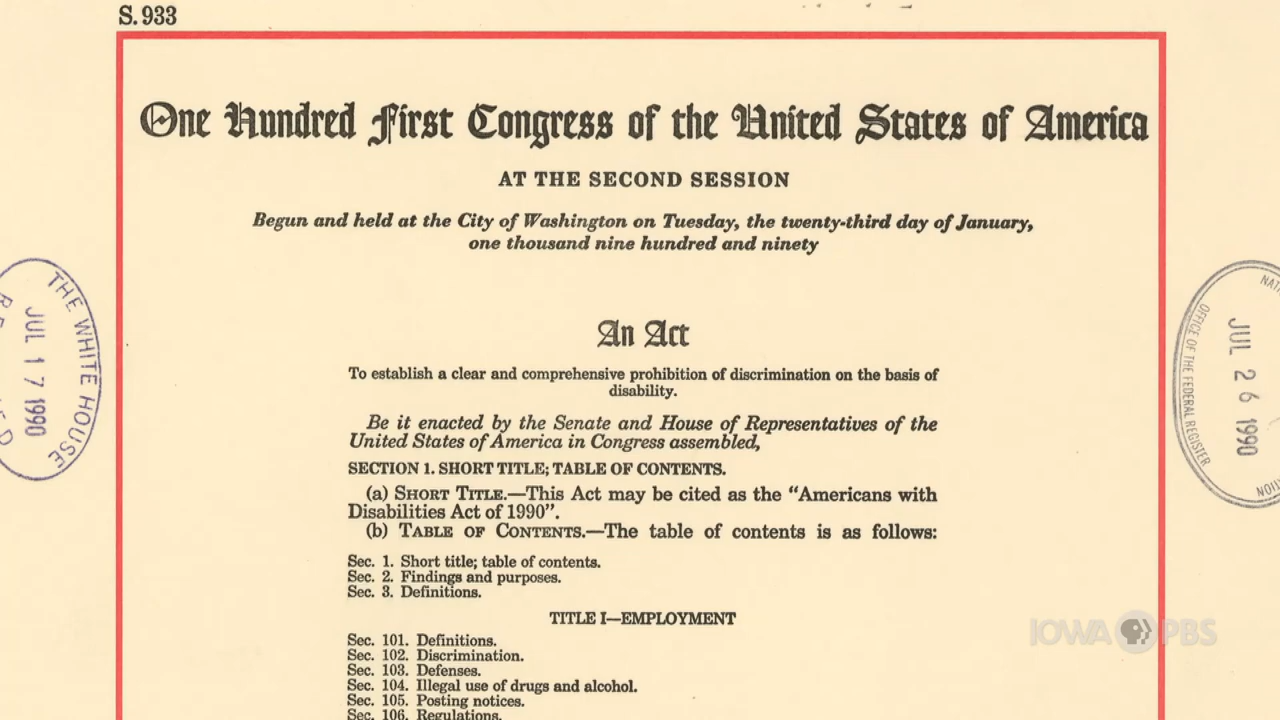 S. 933
One Hundred First Congress of the United States of America
AT THE SECOND SESSION
Begun and held at the City of Washington on Tuesday, the twenty-third day of January,
one thousand nine hundred and ninety
THE WHITE HOUSE
JUL 17 1990
OFFICE OF THE FEDERAL REGISTER
JUL 26 1990
An Act
To establish a clear and comprehensive prohibition of discrimination on the basis of
disability.
Be it enacted by the Senate and House of Representatives of the
United States of America in Congress assembled,
SECTION 1. SHORT TITLE; TABLE OF CONTENTS.
(a) SHORT TITLE.—This Act may be cited as the “Americans with
Disabilities Act of 1990”.
(b) TABLE OF CONTENTS.—The table of contents is as follows:
Sec. 1. Short title; table of contents.
Sec. 2. Findings and purposes.
Sec. 3. Definitions.
TITLE I—EMPLOYMENT
Sec. 101. Definitions.
Sec. 102. Discrimination.
Sec. 103. Defenses.
Sec. 104. Illegal use of drugs and alcohol.
Sec. 105. Posting notices.
Sec. 106. Regulations.
IOWA PBS